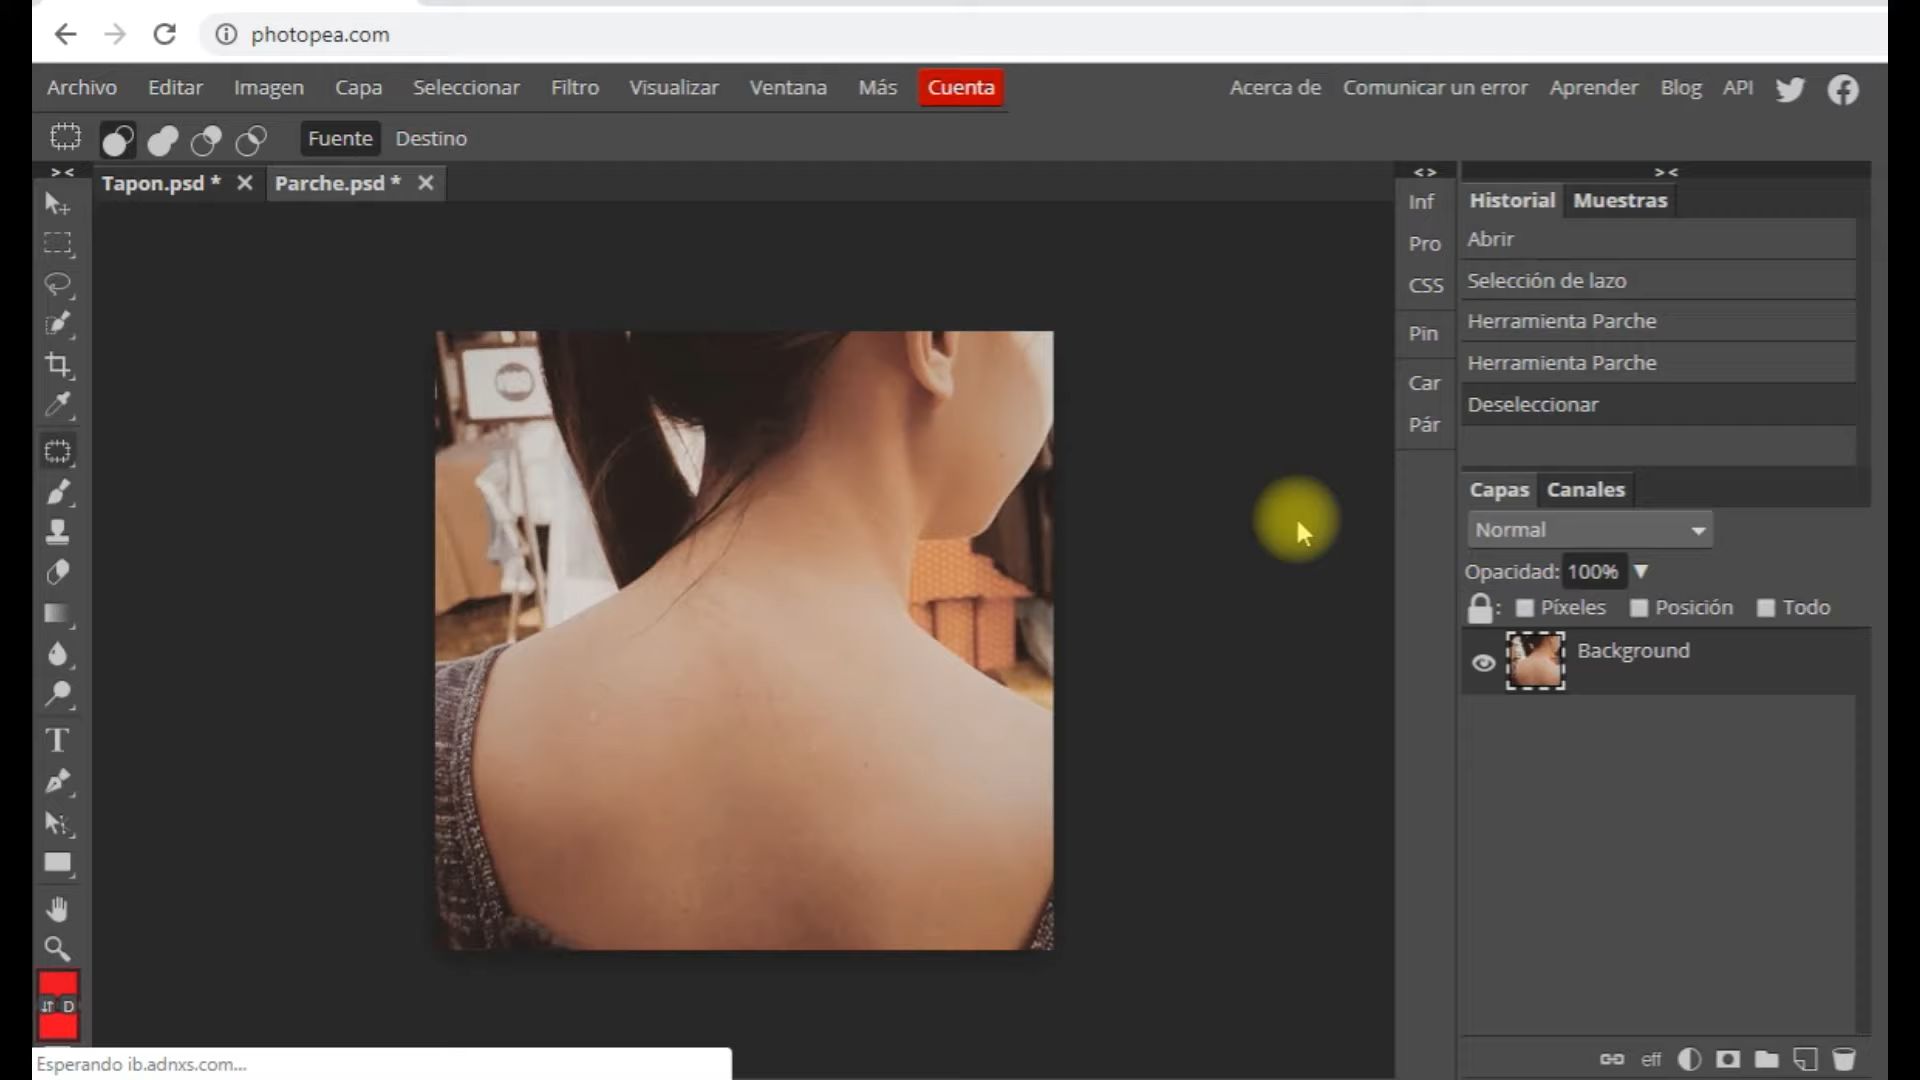 photopea.com
Archivo Editar Imagen Capa Seleccionar Filtro Visualizar Ventana Más Cuenta Acerca de Comunicar un error Aprender Blog API
Fuente Destino
Tapon.psd * Parche.psd *
Inf
Pro
CSS
Pin
Car
Pár
Historial Muestras
Abrir
Selección de lazo
Herramienta Parche
Herramienta Parche
Deseleccionar
Capas Canales
Normal
Opacidad: 100%
: Píxeles Posición Todo
Background
D
eff
Esperando ib.adnxs.com...